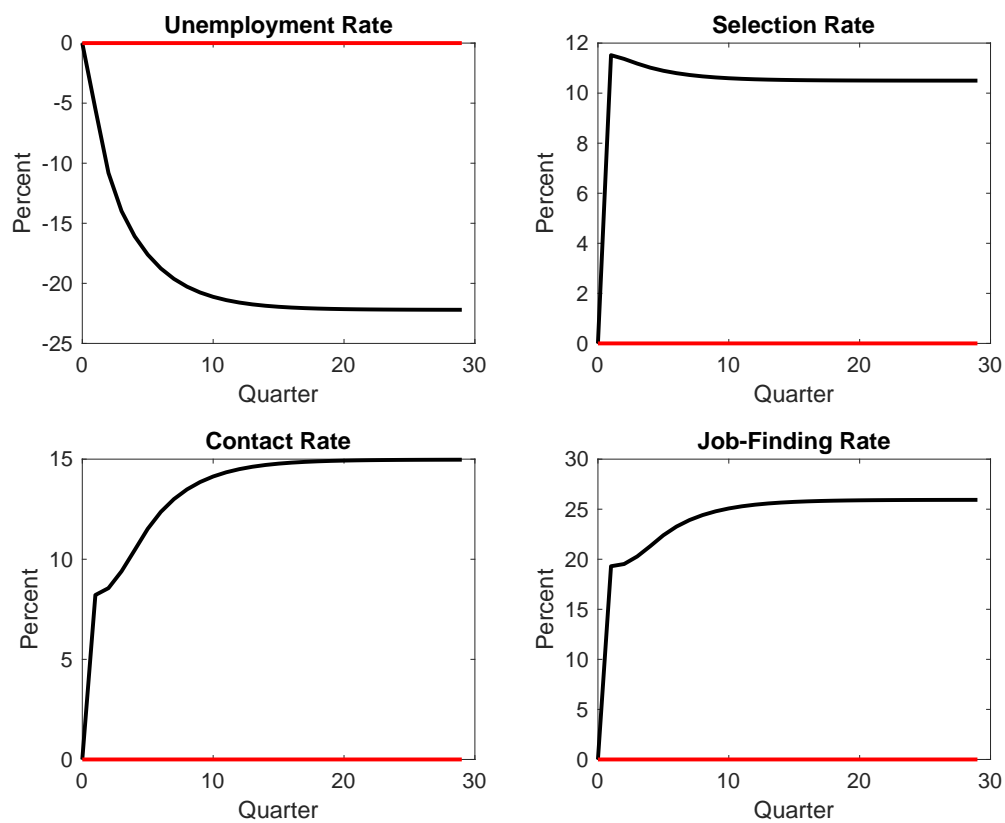 Unemployment Rate
0
-5
-10
-15
-20
-25
Percent
0 10 20 30
Quarter
Selection Rate
12
10
8
6
4
2
0
Percent
0 10 20 30
Quarter
Contact Rate
15
10
5
0
Percent
0 10 20 30
Quarter
Job-Finding Rate
30
25
20
15
10
5
0
Percent
0 10 20 30
Quarter